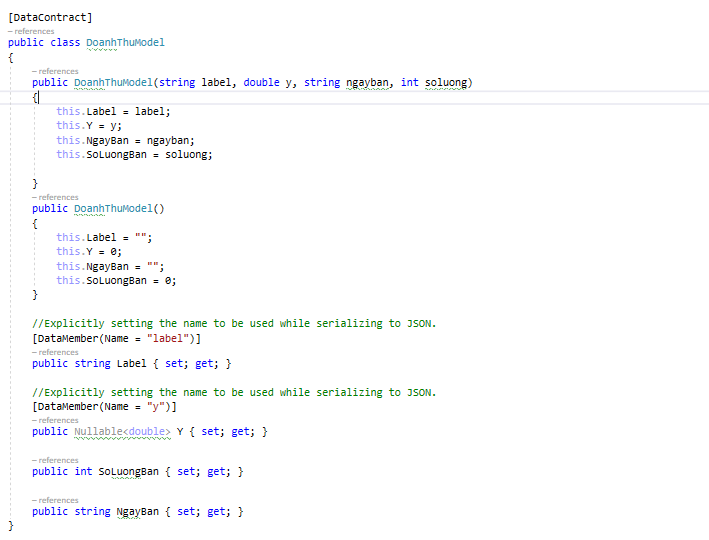 [DataContract]
– references
public class DoanhThuModel
{
– references
public DoanhThuModel(string label, double y, string ngayban, int soluong)
{
this.Label = label;
this.Y = y;
this.NgayBan = ngayban;
this.SoLuongBan = soluong;
}
– references
public DoanhThuModel()
{
this.Label = "";
this.Y = 0;
this.NgayBan = "";
this.SoLuongBan = 0;
}
//Explicitly setting the name to be used while serializing to JSON.
[DataMember(Name = "label")]
– references
public string Label { set; get; }
//Explicitly setting the name to be used while serializing to JSON.
[DataMember(Name = "y")]
– references
public Nullable<double> Y { set; get; }
– references
public int SoLuongBan { set; get; }
– references
public string NgayBan { set; get; }
}